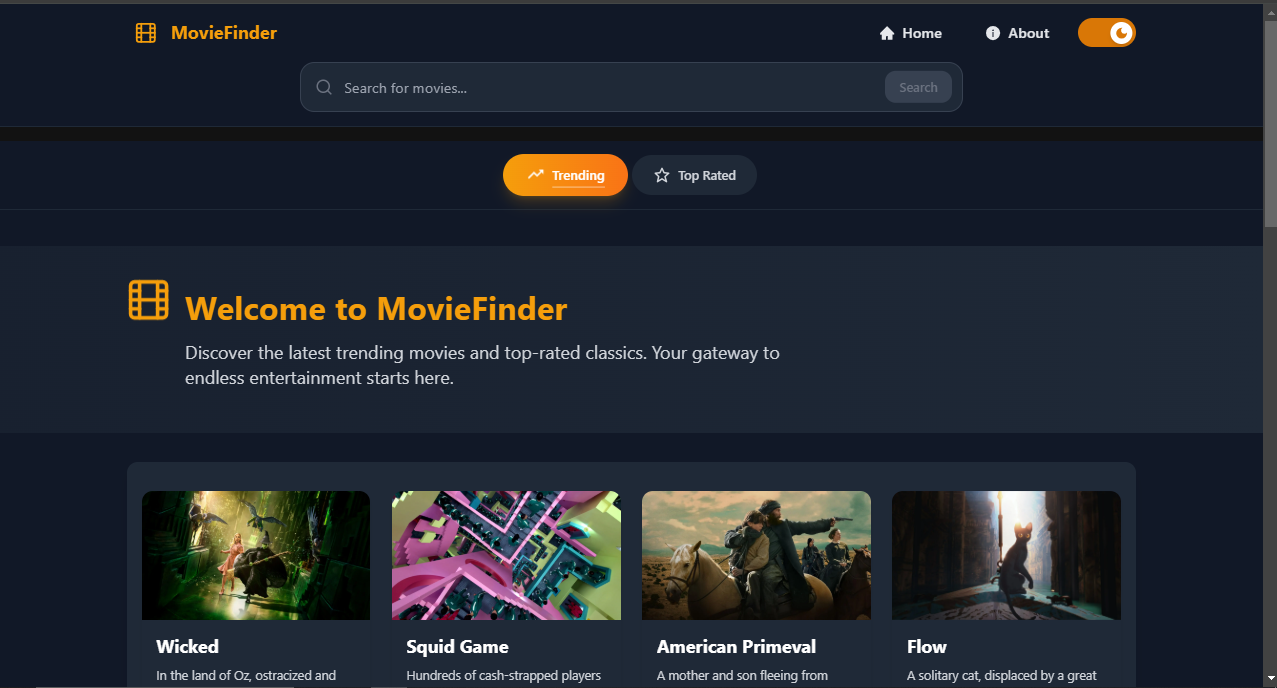 MovieFinder
Home
About
Search for movies...
Search
Trending
Top Rated
Welcome to MovieFinder
Discover the latest trending movies and top-rated classics. Your gateway to
endless entertainment starts here.
Wicked
In the land of Oz, ostracized and
Squid Game
Hundreds of cash-strapped players
American Primeval
A mother and son fleeing from
Flow
A solitary cat, displaced by a great